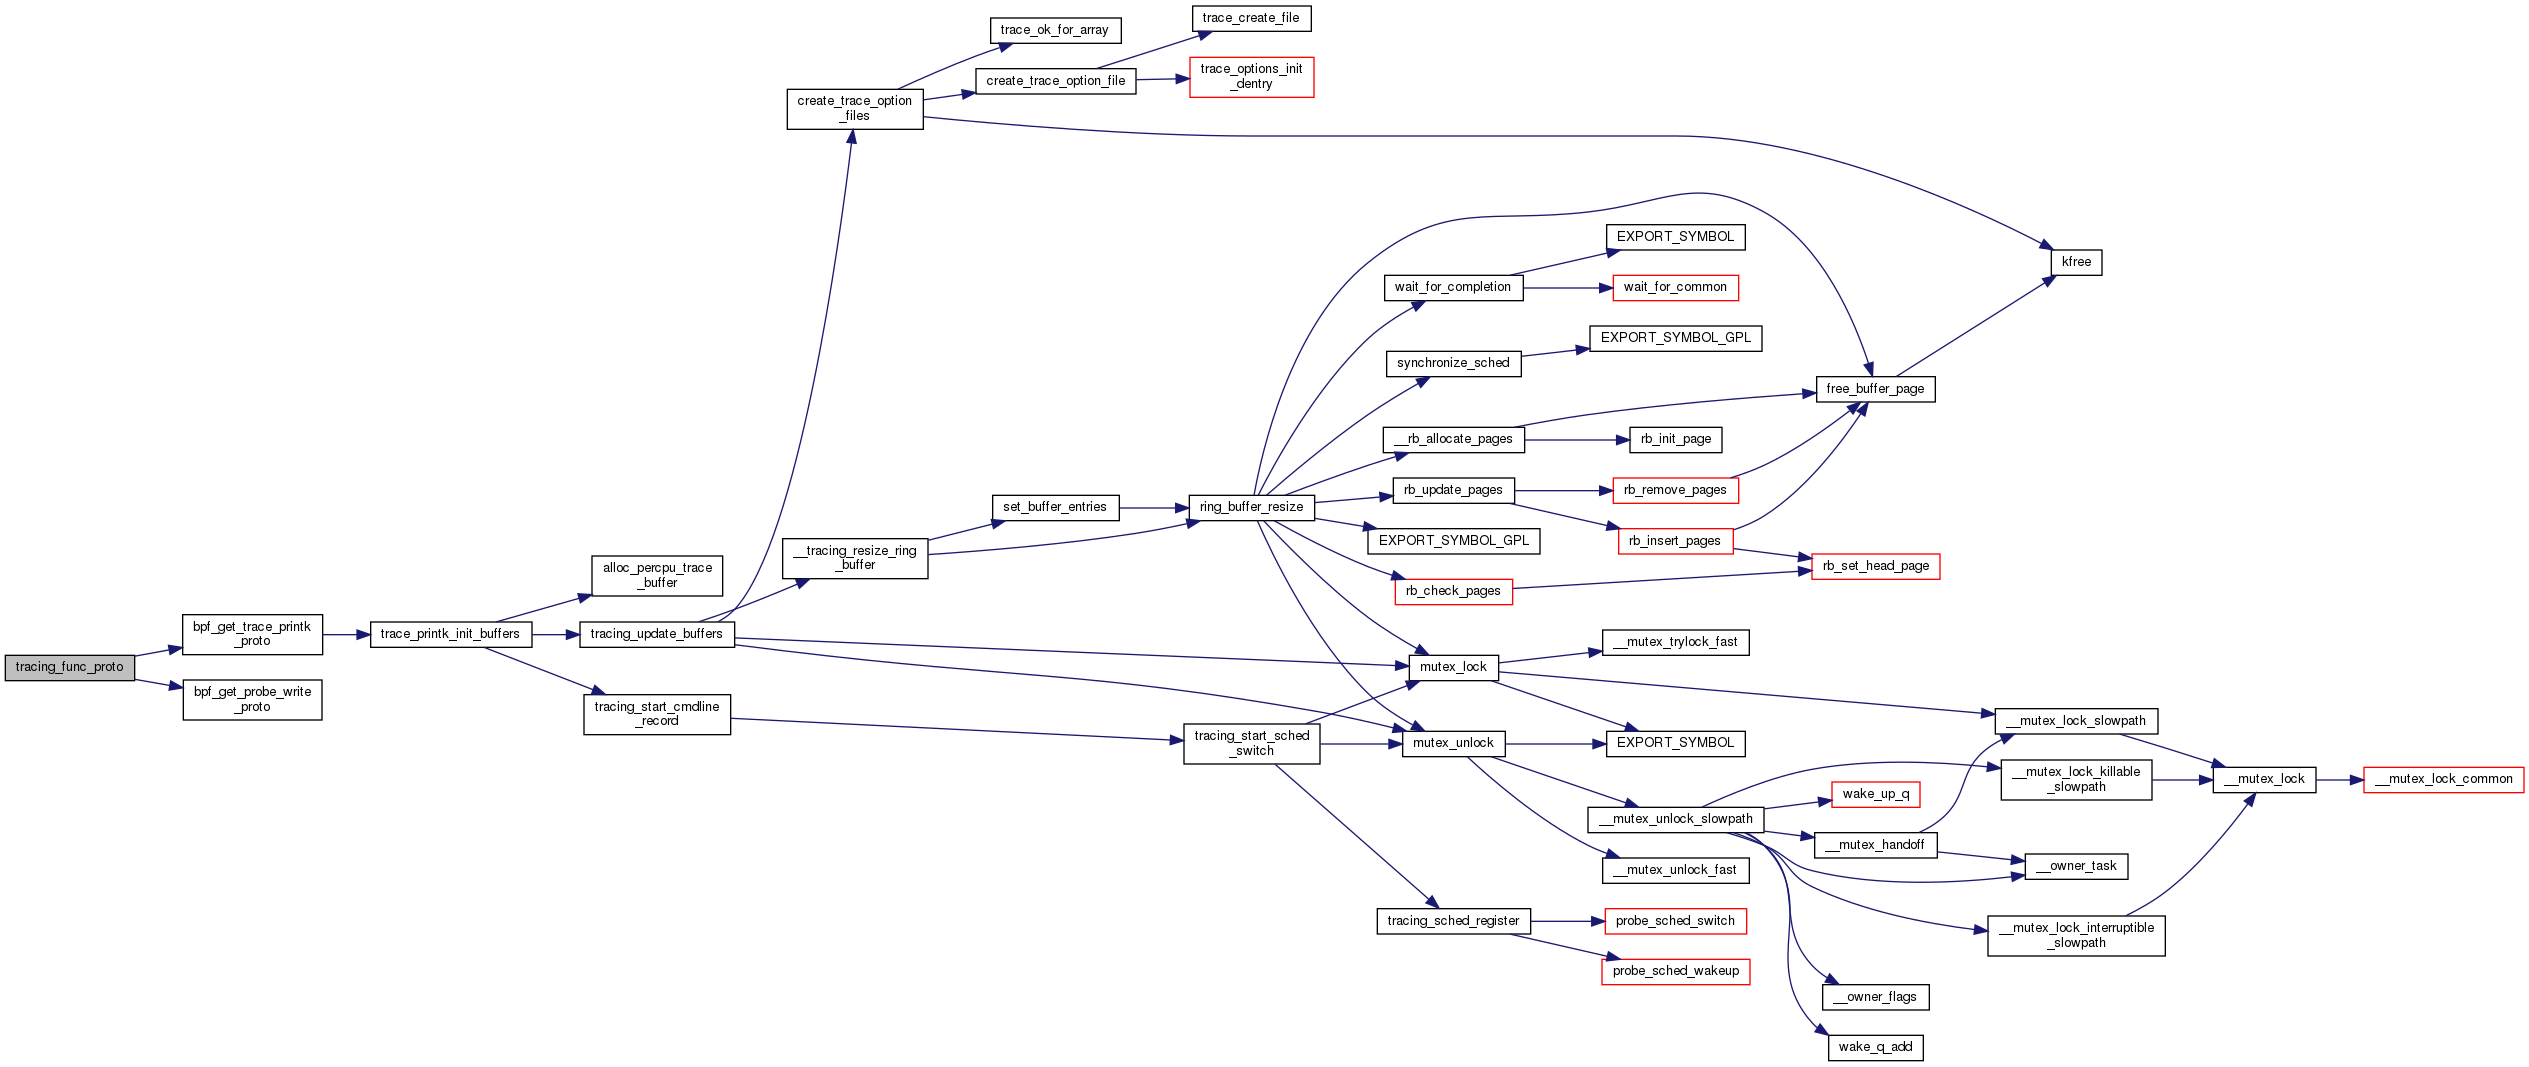 tracing_func_proto
bpf_get_trace_printk
_proto
bpf_get_probe_write
_proto
trace_printk_init_buffers
alloc_percpu_trace
_buffer
tracing_update_buffers
tracing_start_cmdline
_record
create_trace_option
_files
__tracing_resize_ring
_buffer
trace_ok_for_array
create_trace_option_file
set_buffer_entries
trace_create_file
trace_options_init
_dentry
ring_buffer_resize
tracing_start_sched
_switch
wait_for_completion
synchronize_sched
__rb_allocate_pages
rb_update_pages
EXPORT_SYMBOL_GPL
rb_check_pages
mutex_lock
mutex_unlock
tracing_sched_register
EXPORT_SYMBOL
wait_for_common
EXPORT_SYMBOL_GPL
rb_init_page
rb_remove_pages
rb_insert_pages
__mutex_trylock_fast
EXPORT_SYMBOL
__mutex_unlock_slowpath
__mutex_unlock_fast
probe_sched_switch
probe_sched_wakeup
free_buffer_page
rb_set_head_page
wake_up_q
__mutex_handoff
__owner_flags
wake_q_add
kfree
__mutex_lock_slowpath
__mutex_lock_killable
_slowpath
__owner_task
__mutex_lock_interruptible
_slowpath
__mutex_lock
__mutex_lock_common